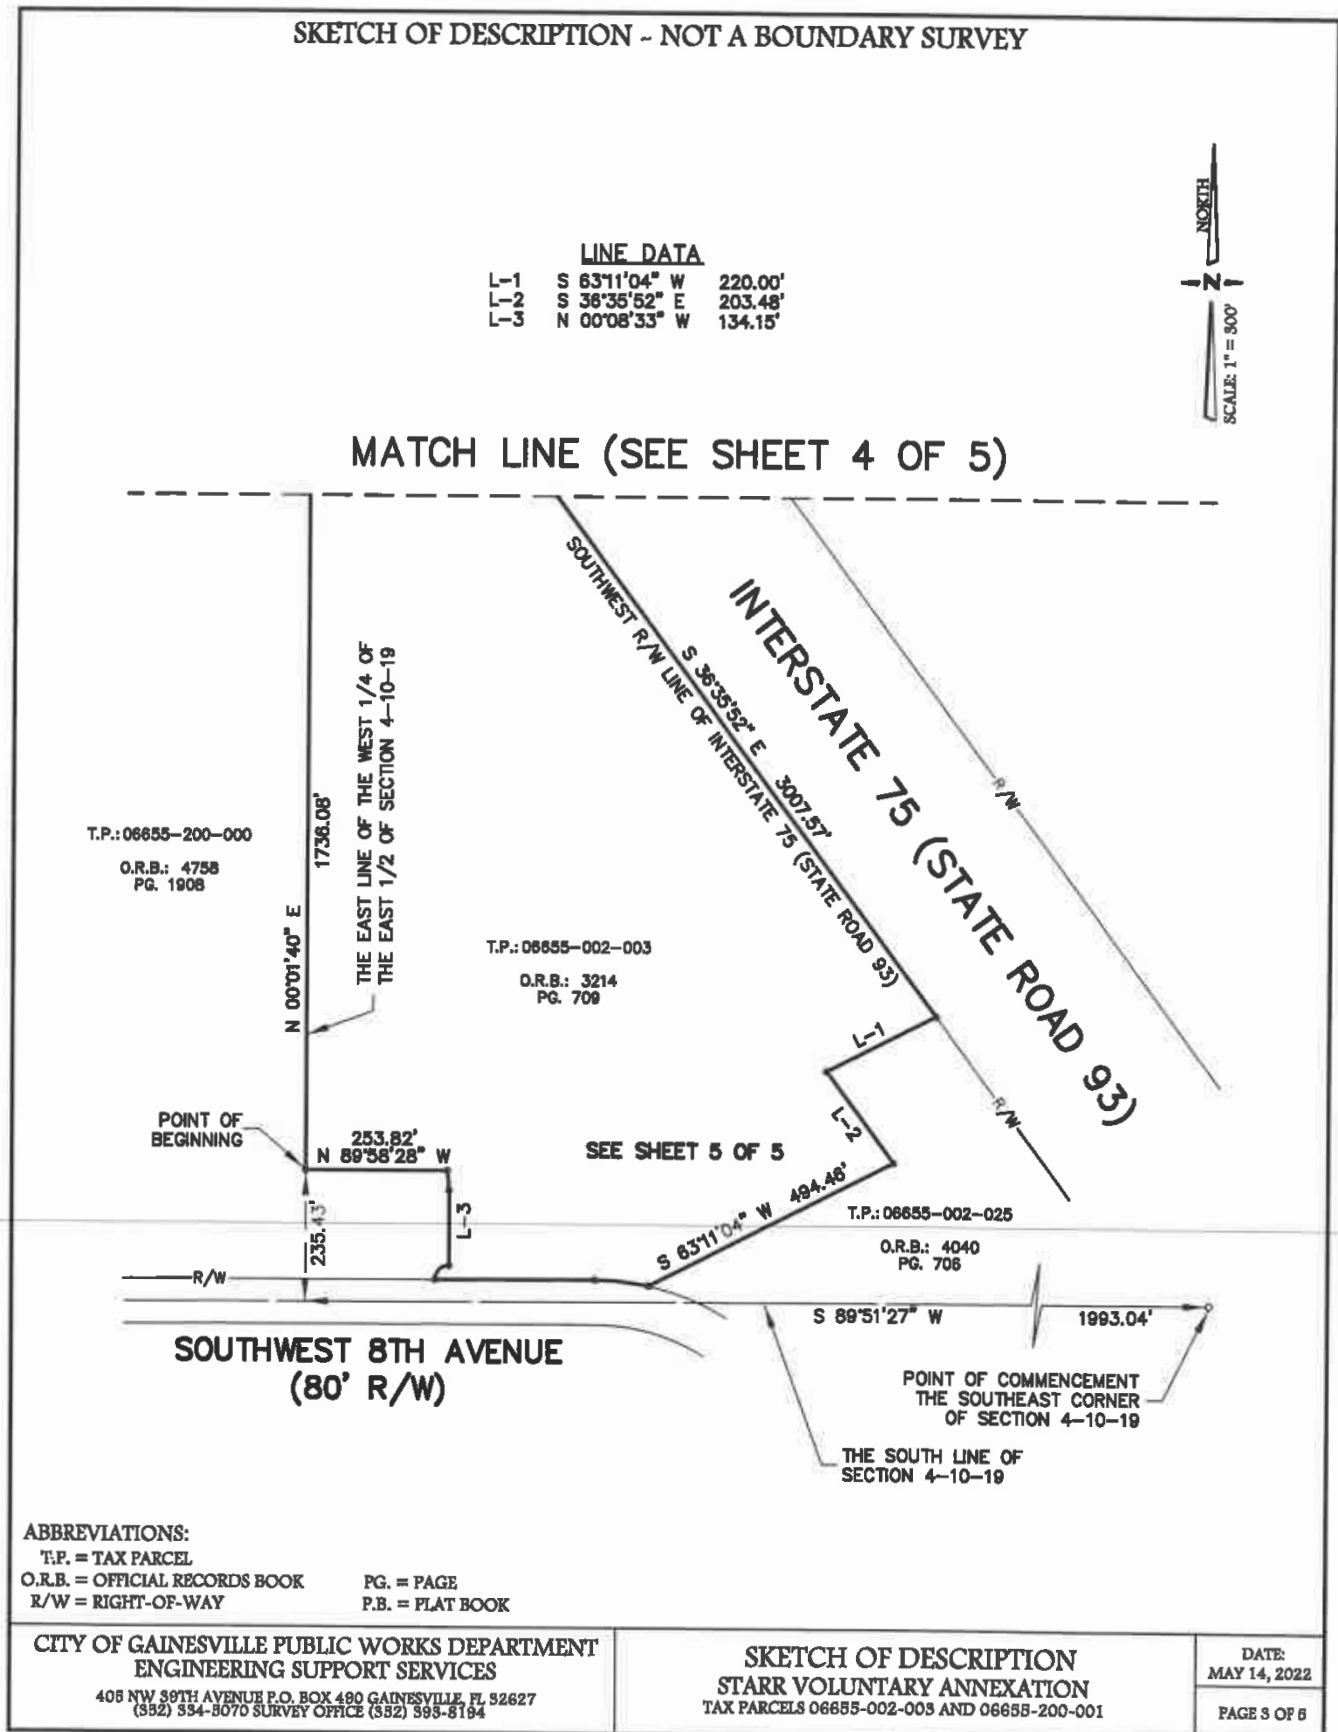 SKETCH OF DESCRIPTION - NOT A BOUNDARY SURVEY
NORTH
N
SCALE: 1" = 300'
LINE DATA
L-1 S 63°11'04" W 220.00'
L-2 S 36°35'52" E 203.48'
L-3 N 00°08'33" W 134.15'
MATCH LINE (SEE SHEET 4 OF 5)
SOUTHWEST R/W LINE OF INTERSTATE 75 (STATE ROAD 93)
S 36°35'52" E 3007.57'
INTERSTATE 75 (STATE ROAD 93)
R/W
R/W
THE EAST LINE OF THE WEST 1/4 OF
THE EAST 1/2 OF SECTION 4-10-19
N 00°01'40" E 1736.08'
T.P.: 06655-200-000
O.R.B.: 4758
PG. 1908
T.P.: 06655-002-003
O.R.B.: 3214
PG. 709
L-1
L-2
POINT OF
BEGINNING
253.82'
N 89°58'28" W
SEE SHEET 5 OF 5
L-3
235.43'
S 63°11'04" W 494.48'
T.P.: 06655-002-025
O.R.B.: 4040
PG. 706
R/W
S 89°51'27" W 1993.04'
SOUTHWEST 8TH AVENUE
(80' R/W)
POINT OF COMMENCEMENT
THE SOUTHEAST CORNER
OF SECTION 4-10-19
THE SOUTH LINE OF
SECTION 4-10-19
ABBREVIATIONS:
T.P. = TAX PARCEL
O.R.B. = OFFICIAL RECORDS BOOK PG. = PAGE
R/W = RIGHT-OF-WAY P.B. = PLAT BOOK
CITY OF GAINESVILLE PUBLIC WORKS DEPARTMENT
ENGINEERING SUPPORT SERVICES
405 NW 39TH AVENUE P.O. BOX 490 GAINESVILLE, FL 32627
(352) 334-5070 SURVEY OFFICE (352) 393-8194
SKETCH OF DESCRIPTION
STARR VOLUNTARY ANNEXATION
TAX PARCELS 06655-002-003 AND 06655-200-001
DATE:
MAY 14, 2022
PAGE 3 OF 5